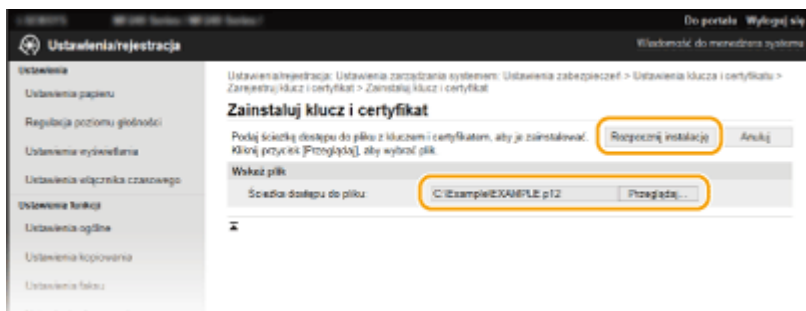 Do portalu Wyloguj się
Ustawienia/rejestracja
Wiadomość do menedżera systemu
Ustawienia
Ustawienia papieru
Regulacja poziomu głośności
Ustawienia wyświetlania
Ustawienia włącznika czasowego
Ustawienia funkcji
Ustawienia ogólne
Ustawienia kopiowania
Ustawienia faksu
Ustawienia/rejestracja: Ustawienia zarządzania systemem: Ustawienia zabezpieczeń > Ustawienia klucza i certyfikatu >
Zarejestruj klucz i certyfikat > Zainstaluj klucz i certyfikat
Zainstaluj klucz i certyfikat
Podaj ścieżkę dostępu do pliku z kluczem i certyfikatem, aby je zainstalować.
Kliknij przycisk [Przeglądaj], aby wybrać plik.
Rozpocznij instalację
Anuluj
Wskaż plik
Ścieżka dostępu do pliku:
C:\Example\EXAMPLE.p12
Przeglądaj...